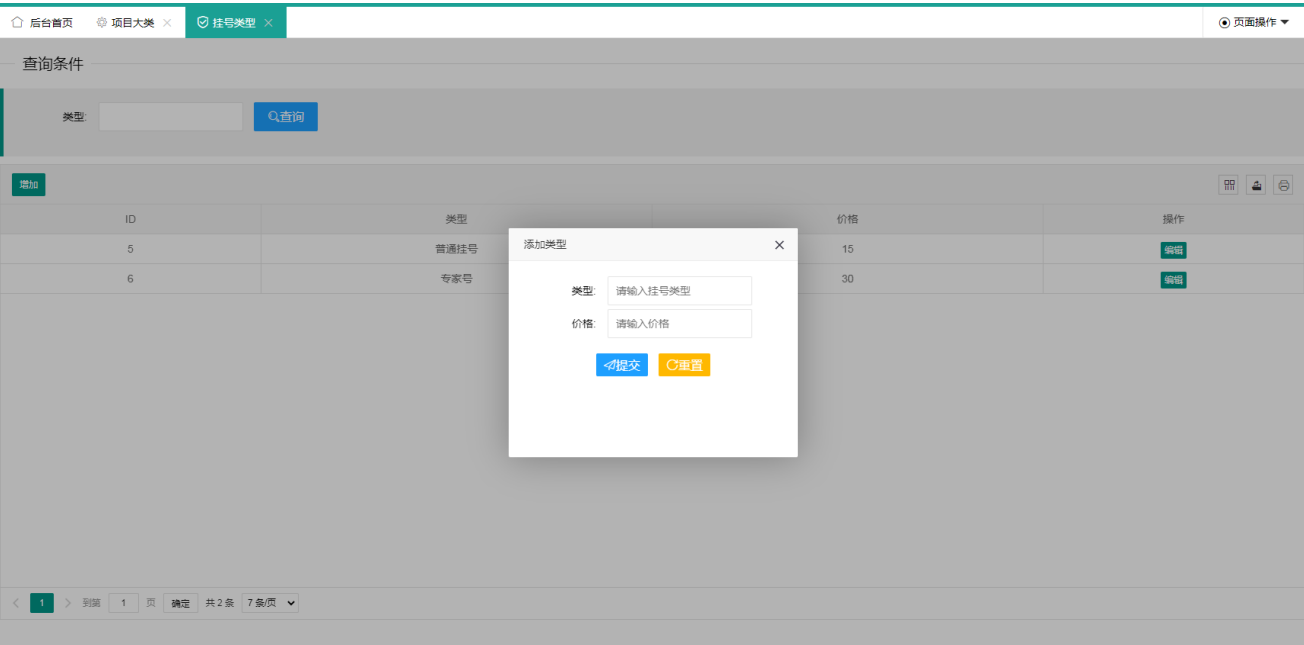 后台首页 项目大类 挂号类型 页面操作
查询条件
类型: 查询
增加
ID 类型 价格 操作
5 普通挂号 15 编辑
6 专家号 30 编辑
添加类型
类型: 请输入挂号类型
价格: 请输入价格
提交 重置
1 到第 1 页 确定 共 2 条 7 条/页